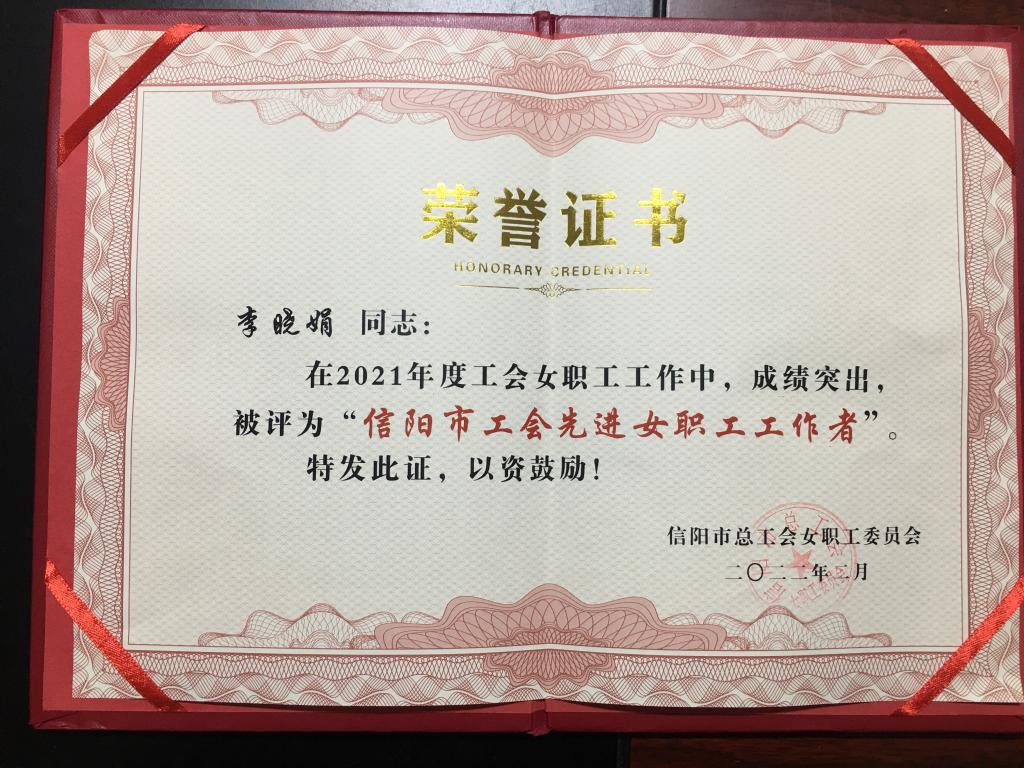 荣誉证书
HONORARY CREDENTIAL
李晓娟 同志：
在2021年度工会女职工工作中，成绩突出，
被评为“信阳市工会先进女职工工作者”。
特发此证，以资鼓励！
信阳市总工会女职工委员会
二〇二二年二月